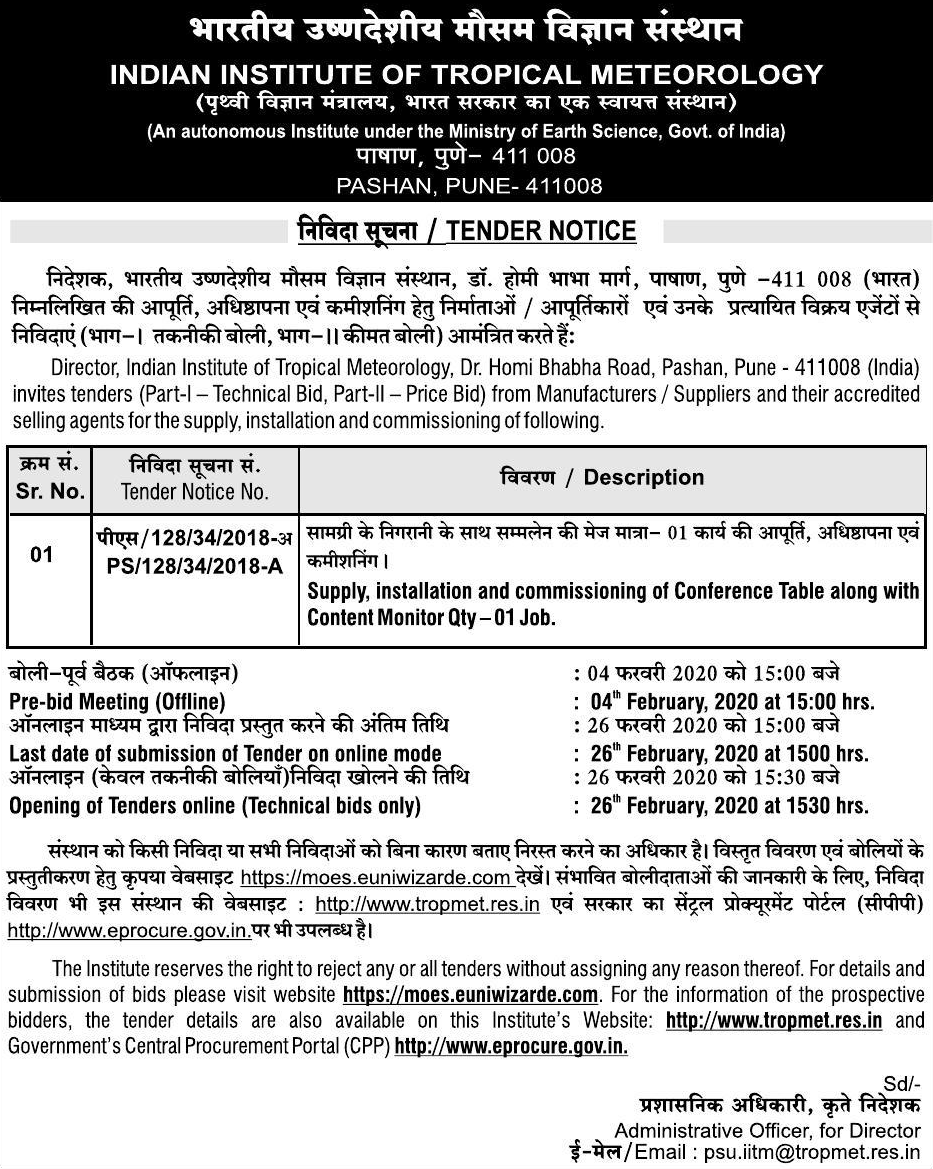 भारतीय उष्णदेशीय मौसम विज्ञान संस्थान
INDIAN INSTITUTE OF TROPICAL METEOROLOGY
(पृथ्वी विज्ञान मंत्रालय, भारत सरकार का एक स्वायत्त संस्थान)
(An autonomous Institute under the Ministry of Earth Science, Govt. of India)
पाषाण, पुणे– 411 008
PASHAN, PUNE- 411008
निविदा सूचना / TENDER NOTICE
निदेशक, भारतीय उष्णदेशीय मौसम विज्ञान संस्थान, डॉ. होमी भाभा मार्ग, पाषाण, पुणे –411 008 (भारत)
निम्नलिखित की आपूर्ति, अधिष्ठापना एवं कमीशनिंग हेतु निर्माताओं / आपूर्तिकारों एवं उनके प्रत्यायित विक्रय एजेंटों से
निविदाएं (भाग–। तकनीकी बोली, भाग–।। कीमत बोली) आमंत्रित करते हैं:
Director, Indian Institute of Tropical Meteorology, Dr. Homi Bhabha Road, Pashan, Pune - 411008 (India)
invites tenders (Part-I – Technical Bid, Part-II – Price Bid) from Manufacturers / Suppliers and their accredited
selling agents for the supply, installation and commissioning of following.
क्रम सं. निविदा सूचना सं. विवरण / Description
Sr. No. Tender Notice No.
01 पीएस/128/34/2018-अ सामग्री के निगरानी के साथ सम्मलेन की मेज मात्रा– 01 कार्य की आपूर्ति, अधिष्ठापना एवं
PS/128/34/2018-A कमीशनिंग।
Supply, installation and commissioning of Conference Table along with
Content Monitor Qty – 01 Job.
बोली–पूर्व बैठक (ऑफलाइन) : 04 फरवरी 2020 को 15:00 बजे
Pre-bid Meeting (Offline) : 04th February, 2020 at 15:00 hrs.
ऑनलाइन माध्यम द्वारा निविदा प्रस्तुत करने की अंतिम तिथि : 26 फरवरी 2020 को 15:00 बजे
Last date of submission of Tender on online mode : 26th February, 2020 at 1500 hrs.
ऑनलाइन (केवल तकनीकी बोलियाँ)निविदा खोलने की तिथि : 26 फरवरी 2020 को 15:30 बजे
Opening of Tenders online (Technical bids only) : 26th February, 2020 at 1530 hrs.
संस्थान को किसी निविदा या सभी निविदाओं को बिना कारण बताए निरस्त करने का अधिकार है। विस्तृत विवरण एवं बोलियों के
प्रस्तुतीकरण हेतु कृपया वेबसाइट https://moes.euniwizarde.com देखें। संभावित बोलीदाताओं की जानकारी के लिए, निविदा
विवरण भी इस संस्थान की वेबसाइट : http://www.tropmet.res.in एवं सरकार का सेंट्रल प्रोक्यूरमेंट पोर्टल (सीपीपी)
http://www.eprocure.gov.in.पर भी उपलब्ध है।
The Institute reserves the right to reject any or all tenders without assigning any reason thereof. For details and
submission of bids please visit website https://moes.euniwizarde.com. For the information of the prospective
bidders, the tender details are also available on this Institute's Website: http://www.tropmet.res.in and
Government's Central Procurement Portal (CPP) http://www.eprocure.gov.in.
Sd/-
प्रशासनिक अधिकारी, कृते निदेशक
Administrative Officer, for Director
ई-मेल/Email : psu.iitm@tropmet.res.in